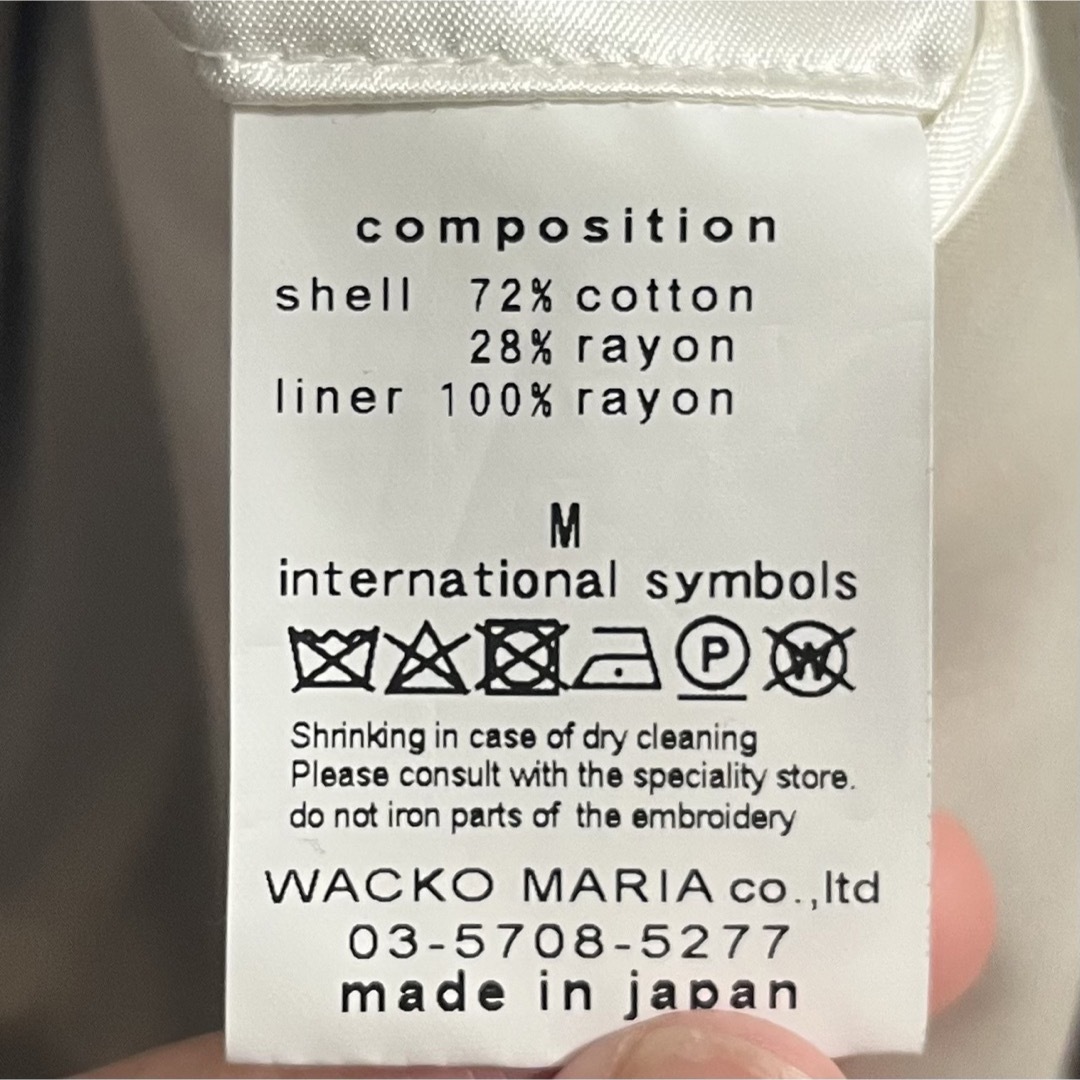 composition
shell 72% cotton
28% rayon
liner 100% rayon
M
international symbols
P W
Shrinking in case of dry cleaning
Please consult with the speciality store.
do not iron parts of the embroidery
WACKO MARIA co.,ltd
03-5708-5277
made in japan